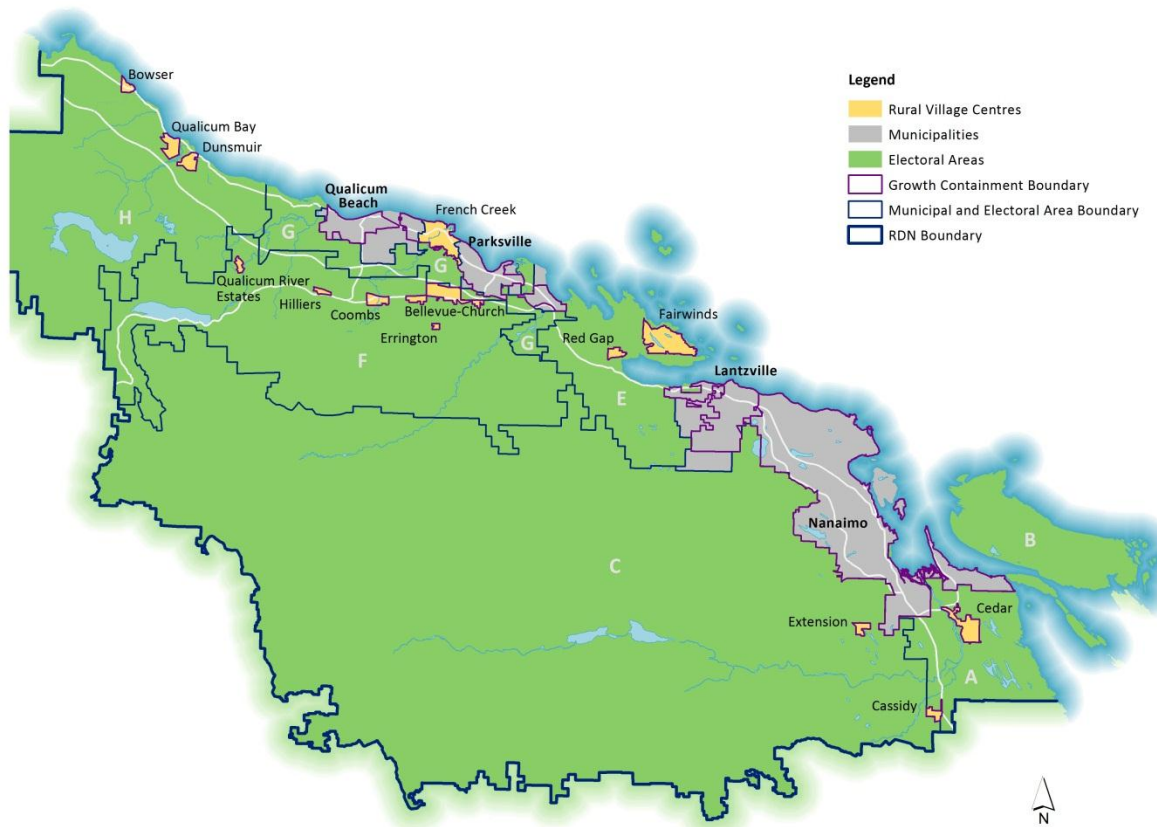 Bowser
Qualicum Bay
Dunsmuir
Qualicum
Beach
French Creek
Parksville
H
G
G
Qualicum River
Estates
Hilliers
Coombs
Bellevue-Church
Errington
Fairwinds
Red Gap
G
F
E
Lantzville
Nanaimo
B
C
Extension
Cedar
A
Cassidy
Legend
Rural Village Centres
Municipalities
Electoral Areas
Growth Containment Boundary
Municipal and Electoral Area Boundary
RDN Boundary
N